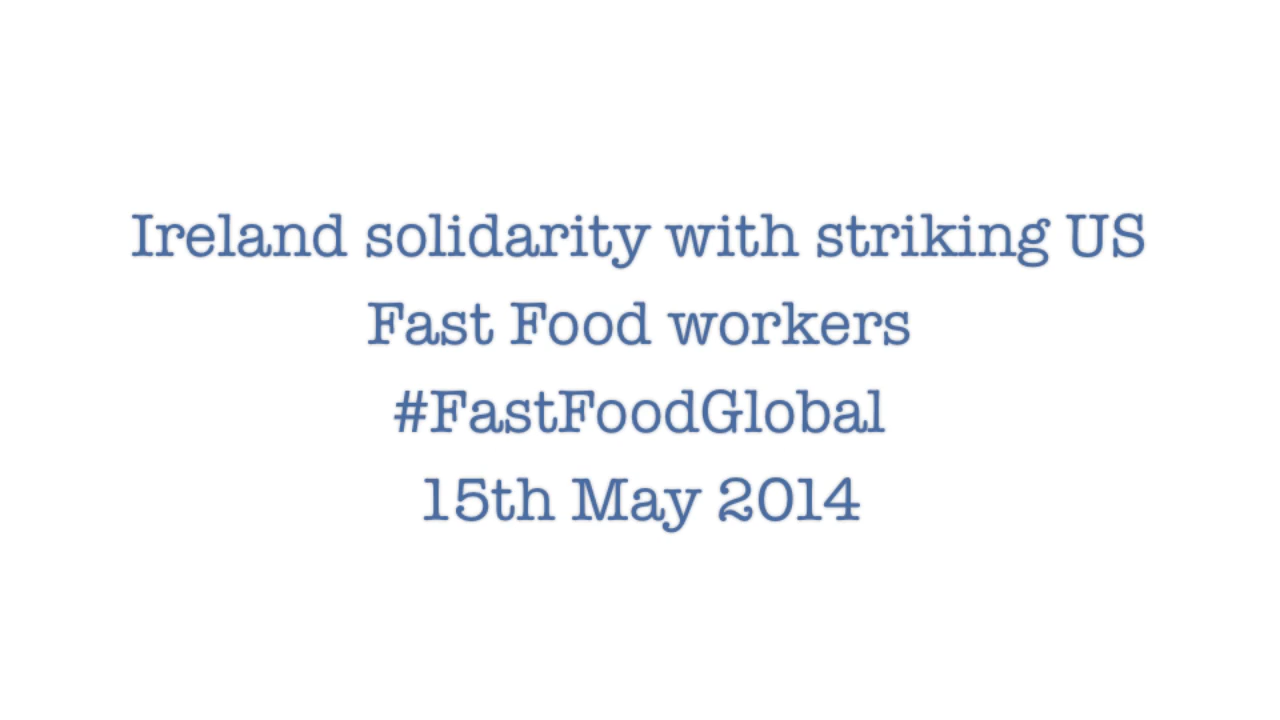 Ireland solidarity with striking US
Fast Food workers
#FastFoodGlobal
15th May 2014